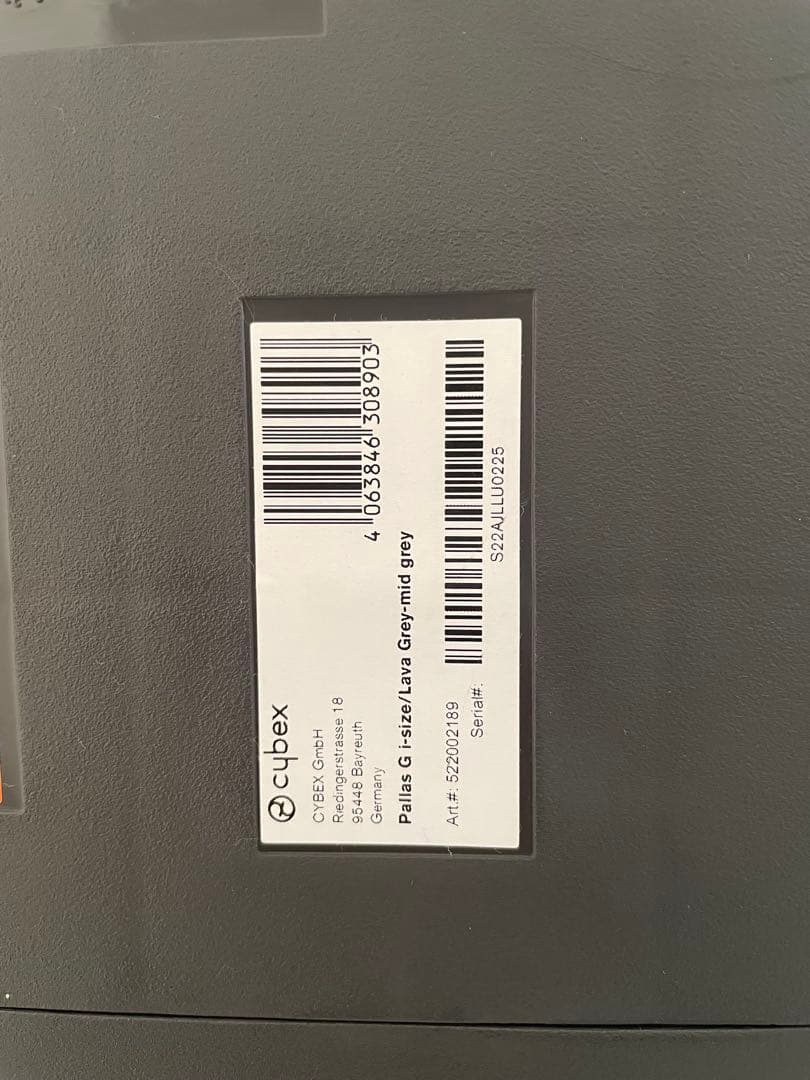 cybex
CYBEX GmbH
Riedingerstrasse 18
95448 Bayreuth
Germany
4 063846 308903
Pallas G i-size/Lava Grey-mid grey
Art.#: 522002189
Serial#:
S22AJLLU0225